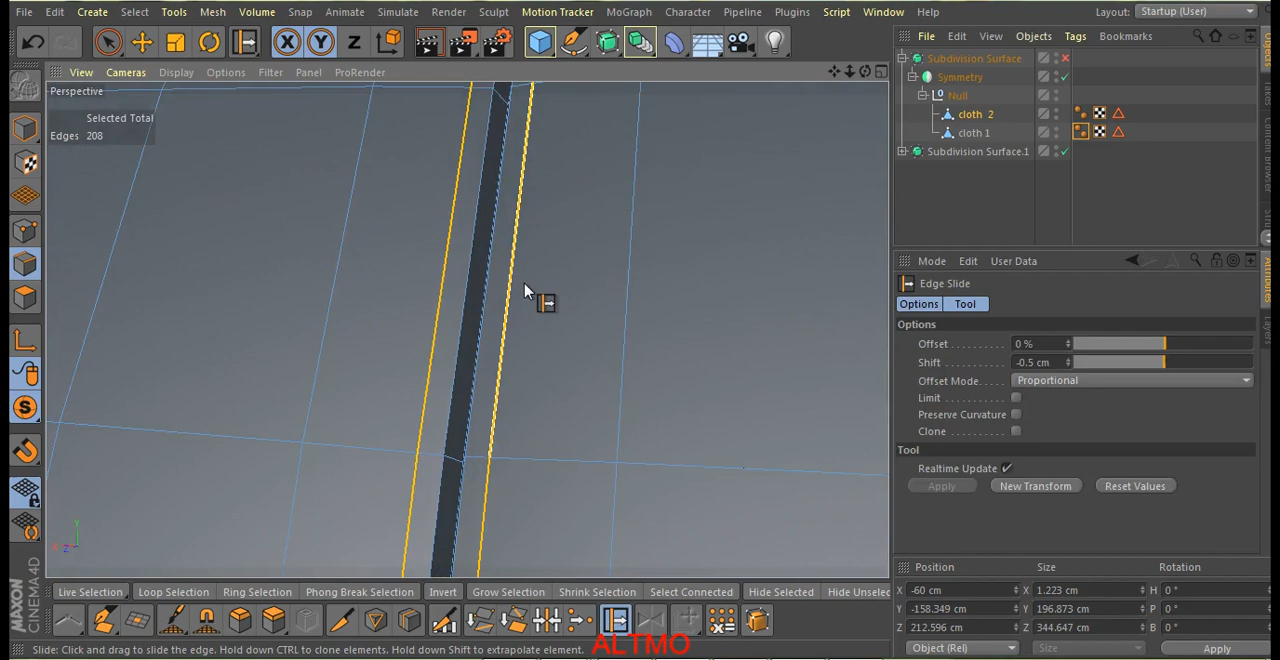 File Edit Create Select Tools Mesh Volume Snap Animate Simulate Render Sculpt Motion Tracker MoGraph Character Pipeline Plugins Script Window Help Layout: Startup (User)
File Edit View Objects Tags Bookmarks
View Cameras Display Options Filter Panel ProRender
Perspective
Selected Total
Edges 208
Subdivision Surface
Symmetry
Null
cloth 2
cloth 1
Subdivision Surface.1
Objects
Takes
Content Browser
Attributes
Layers
Mode Edit User Data
Edge Slide
Options Tool
Options
Offset 0 %
Shift -0.5 cm
Offset Mode Proportional
Limit
Preserve Curvature
Clone
Tool
Realtime Update
Apply New Transform Reset Values
Position Size Rotation
X -60 cm X 1.223 cm H 0 °
Y -158.349 cm Y 196.873 cm P 0 °
Z 212.596 cm Z 344.647 cm B 0 °
Object (Rel) Size Apply
Live Selection Loop Selection Ring Selection Phong Break Selection Invert Grow Selection Shrink Selection Select Connected Hide Selected Hide Unselec
MAXON
CINEMA4D
ALTMO
Slide: Click and drag to slide the edge. Hold down CTRL to clone elements. Hold down Shift to extrapolate element.